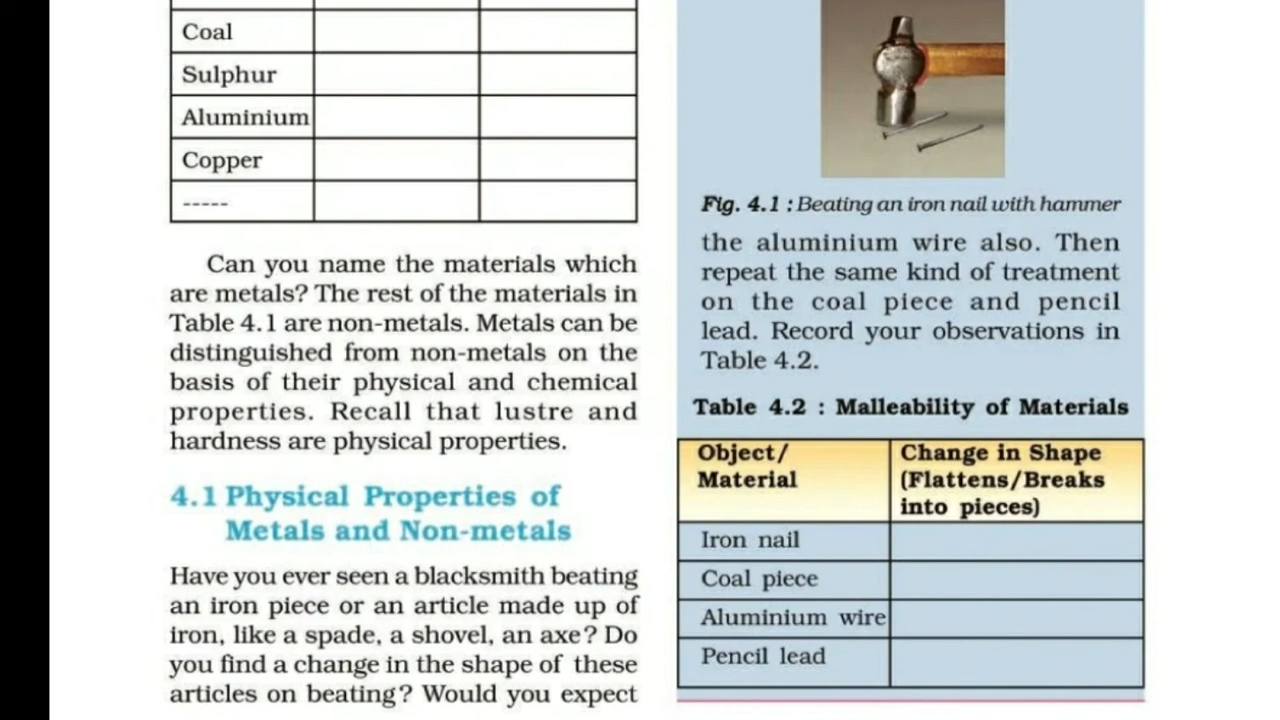 Coal
Sulphur
Aluminium
Copper
-----
Can you name the materials which
are metals? The rest of the materials in
Table 4.1 are non-metals. Metals can be
distinguished from non-metals on the
basis of their physical and chemical
properties. Recall that lustre and
hardness are physical properties.
4.1 Physical Properties of
Metals and Non-metals
Have you ever seen a blacksmith beating
an iron piece or an article made up of
iron, like a spade, a shovel, an axe? Do
you find a change in the shape of these
articles on beating? Would you expect
Fig. 4.1 : Beating an iron nail with hammer
the aluminium wire also. Then
repeat the same kind of treatment
on the coal piece and pencil
lead. Record your observations in
Table 4.2.
Table 4.2 : Malleability of Materials
Object/
Material
Change in Shape
(Flattens/Breaks
into pieces)
Iron nail
Coal piece
Aluminium wire
Pencil lead